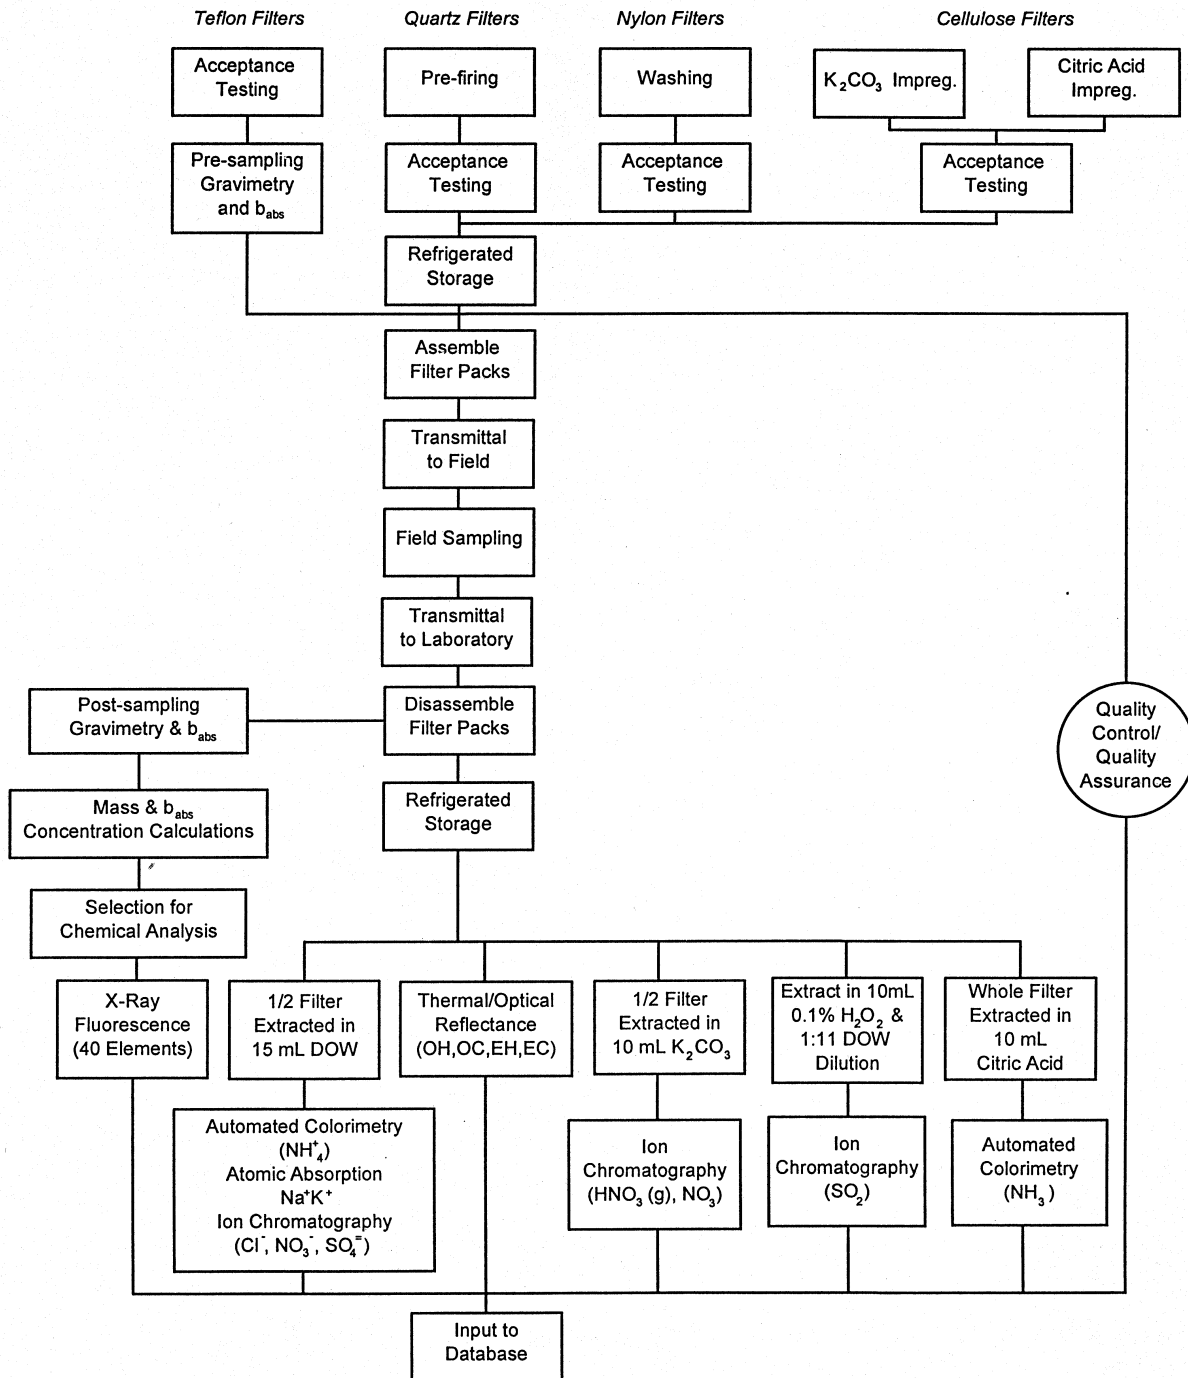 Teflon Filters
Quartz Filters
Nylon Filters
Cellulose Filters
Acceptance
Testing
Pre-firing
Washing
K₂CO₃ Impreg.
Citric Acid
Impreg.
Pre-sampling
Gravimetry
and b_abs
Acceptance
Testing
Acceptance
Testing
Acceptance
Testing
Refrigerated
Storage
Assemble
Filter Packs
Transmittal
to Field
Field Sampling
Transmittal
to Laboratory
Post-sampling
Gravimetry & b_abs
Disassemble
Filter Packs
Quality
Control/
Quality
Assurance
Mass & b_abs
Concentration Calculations
Refrigerated
Storage
Selection for
Chemical Analysis
X-Ray
Fluorescence
(40 Elements)
1/2 Filter
Extracted in
15 mL DOW
Thermal/Optical
Reflectance
(OH,OC,EH,EC)
1/2 Filter
Extracted in
10 mL K₂CO₃
Extract in 10mL
0.1% H₂O₂ &
1:11 DOW
Dilution
Whole Filter
Extracted in
10 mL
Citric Acid
Automated Colorimetry
(NH₄⁺)
Atomic Absorption
Na⁺K⁺
Ion Chromatography
(Cl⁻, NO₃⁻, SO₄⁼)
Ion
Chromatography
(HNO₃ (g), NO₃)
Ion
Chromatography
(SO₂)
Automated
Colorimetry
(NH₃)
Input to
Database